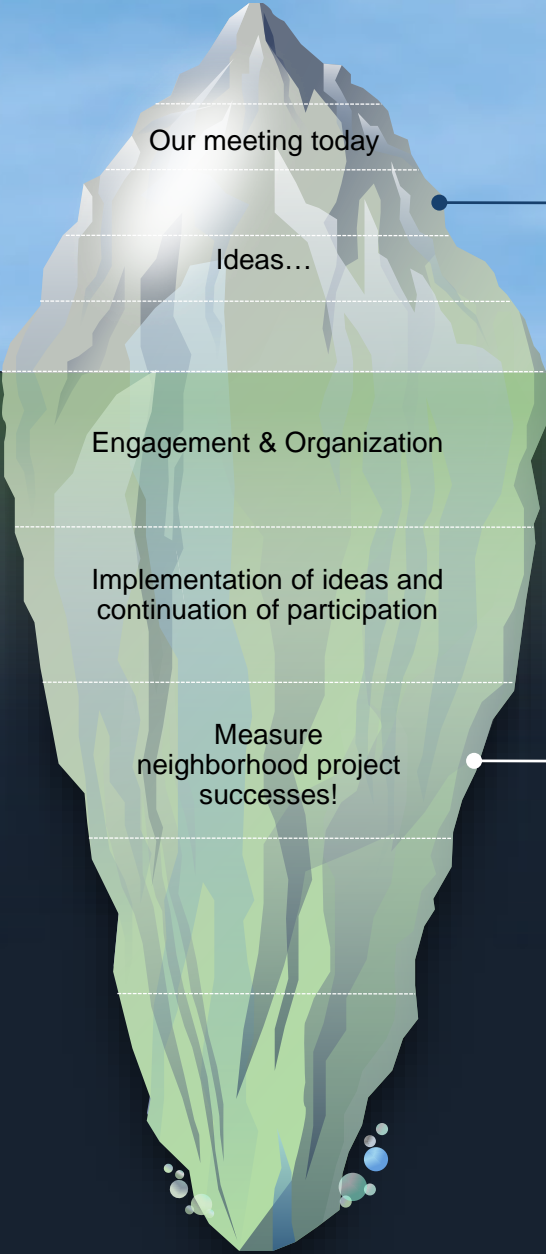 Our meeting today
Ideas…
Engagement & Organization
Implementation of ideas and
continuation of participation
Measure
neighborhood project
successes!